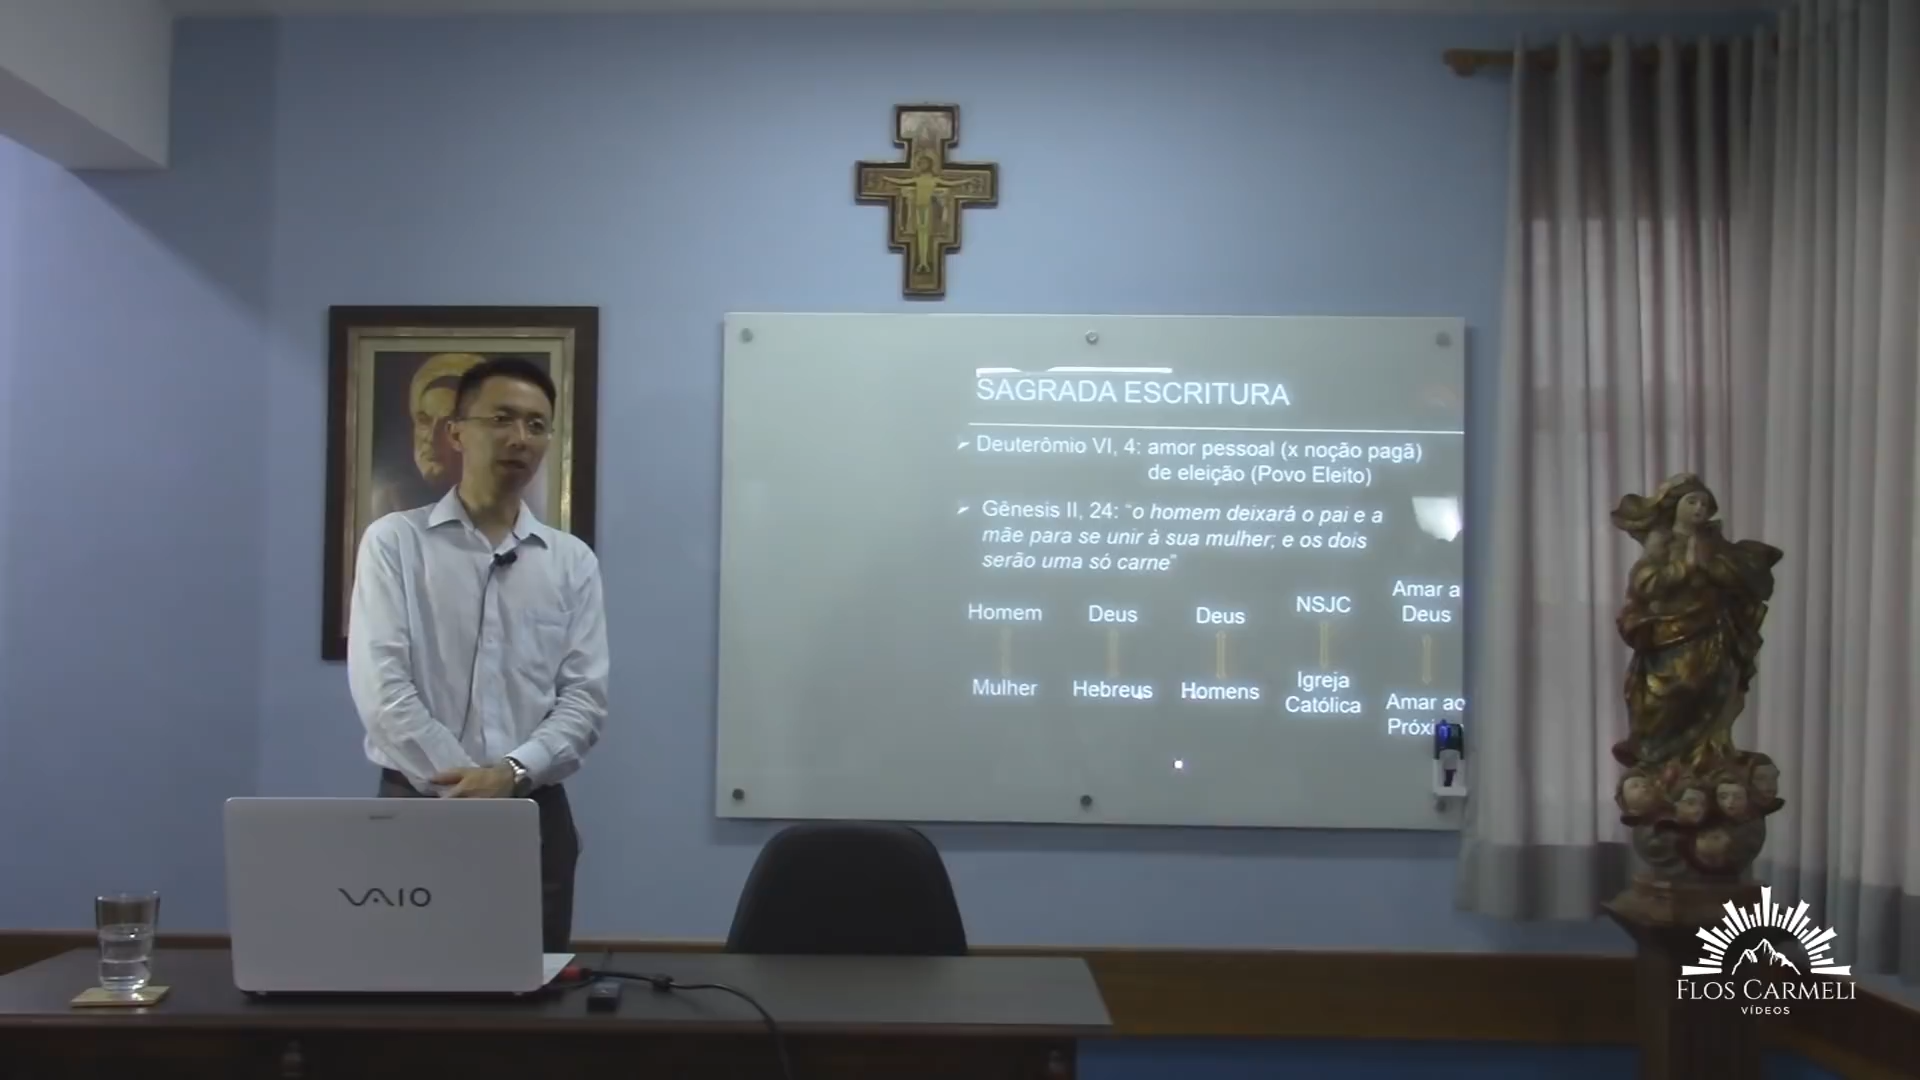 SAGRADA ESCRITURA
Deuterômio VI, 4: amor pessoal (x noção pagã)
de eleição (Povo Eleito)
Gênesis II, 24: “o homem deixará o pai e a
mãe para se unir à sua mulher; e os dois
serão uma só carne”
Homem
Mulher
Deus
Hebreus
Deus
Homens
NSJC
Igreja
Católica
Amar a
Deus
Amar ao
VAIO
FLOS CARMELI
VÍDEOS